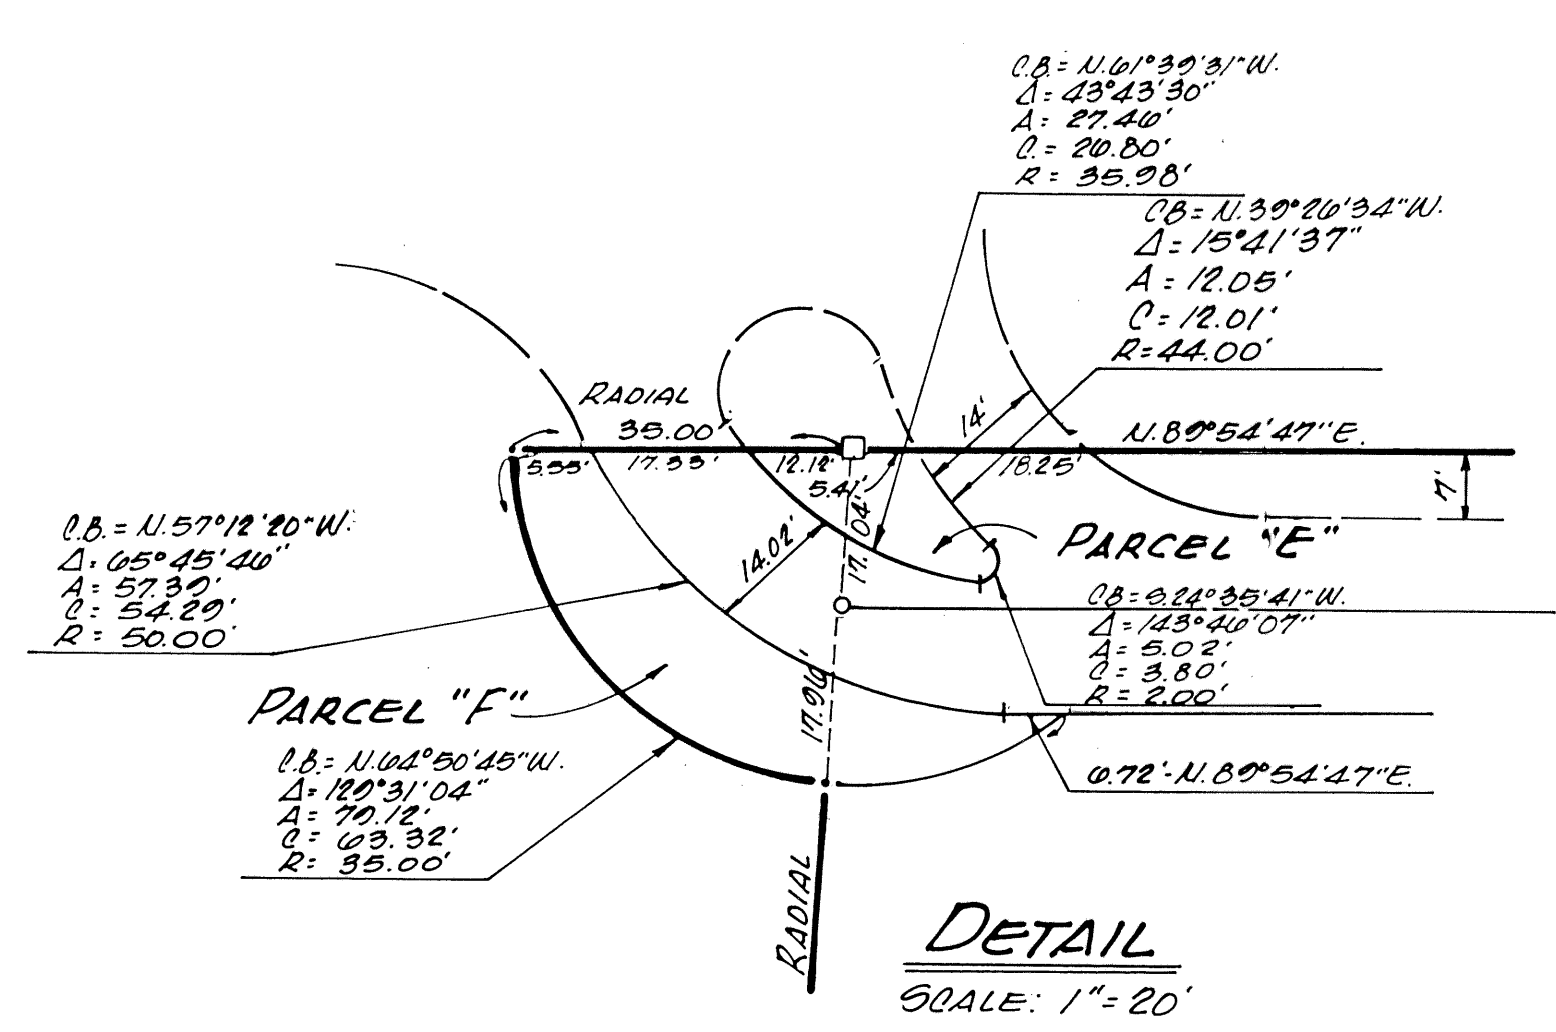 C.B. = N.61°39'31"W.
Δ = 43°43'30"
A = 27.46'
C. = 26.80'
R = 35.98'
CB = N.39°26'34"W.
Δ = 15°41'37"
A = 12.05'
C = 12.01'
R = 44.00'
RADIAL
35.00'
14'
N.89°54'47"E.
5.55'
17.33'
12.12'
5.41'
18.25'
7'
C.B. = N.57°12'20"W.
Δ = 65°45'46"
A = 57.39'
C = 54.29'
R = 50.00'
14.02'
17.04'
PARCEL "E"
CB = S.24°35'41"W.
Δ = 143°46'07"
A = 5.02'
C = 3.80'
R = 2.00'
PARCEL "F"
17.96'
C.B. = N.64°50'45"W.
Δ = 129°31'04"
A = 79.12'
C = 63.32'
R = 35.00'
6.72'-N.89°54'47"E.
RADIAL
DETAIL
SCALE: 1"=20'